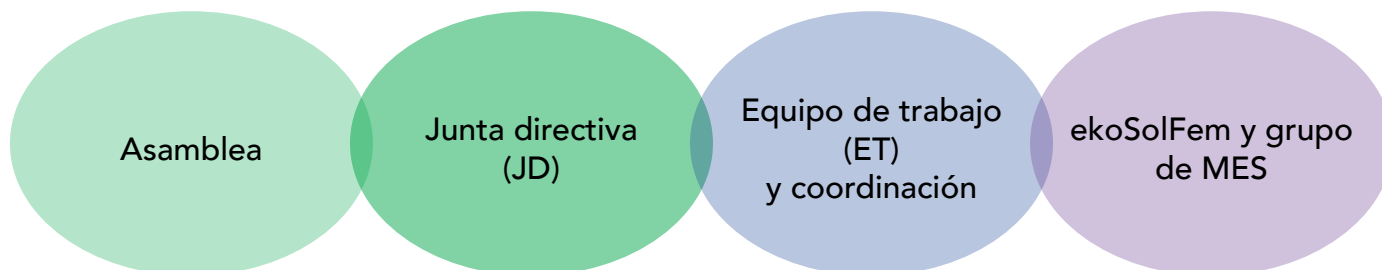 Asamblea
Junta directiva
(JD)
Equipo de trabajo
(ET)
y coordinación
ekoSolFem y grupo
de MES